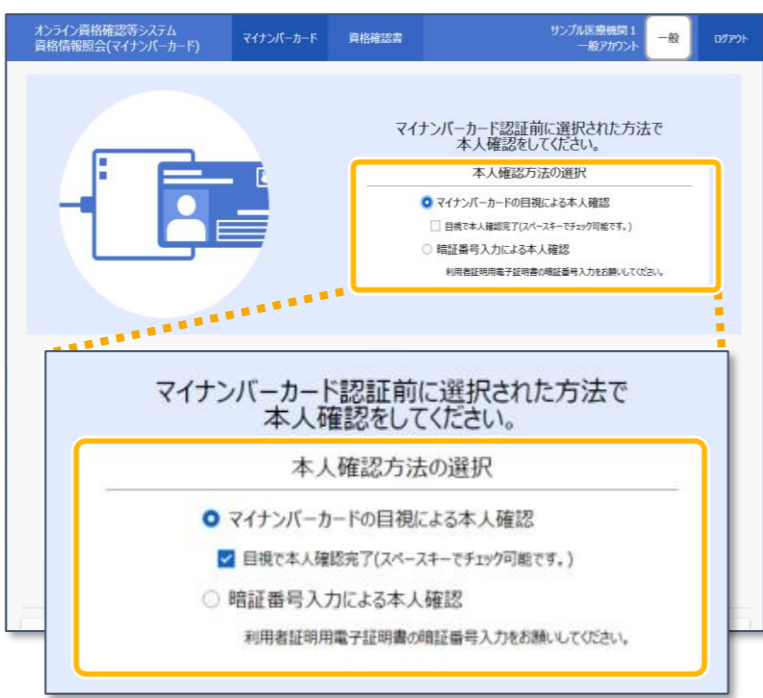 オンライン資格確認等システム
資格情報照会(マイナンバーカード)
マイナンバーカード
資格確認書
サンプル医療機関1
一般アカウント
一般
ログアウト
マイナンバーカード認証前に選択された方法で
本人確認をしてください。
本人確認方法の選択
マイナンバーカードの目視による本人確認
目視で本人確認完了(スペースキーでチェック可能です。)
暗証番号入力による本人確認
利用者証明用電子証明書の暗証番号入力をお願いしてください。
マイナンバーカード認証前に選択された方法で
本人確認をしてください。
本人確認方法の選択
マイナンバーカードの目視による本人確認
目視で本人確認完了(スペースキーでチェック可能です。)
暗証番号入力による本人確認
利用者証明用電子証明書の暗証番号入力をお願いしてください。